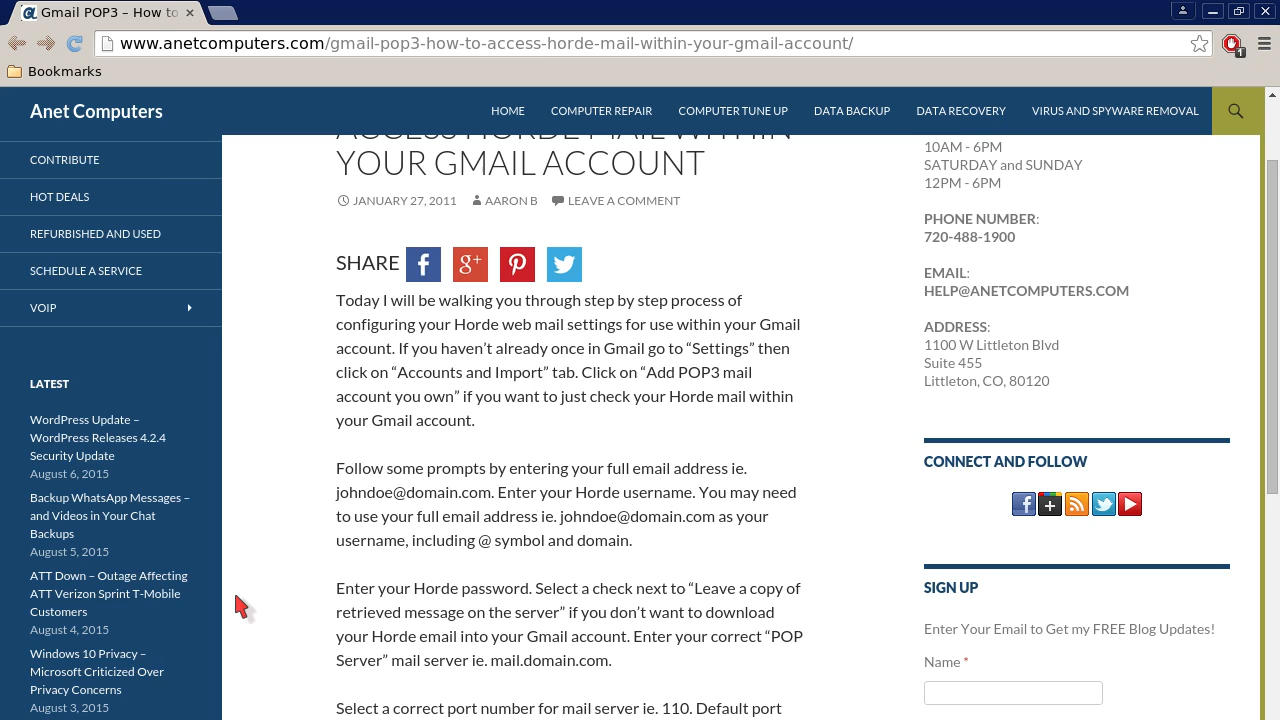 Gmail POP3 – How to
www.anetcomputers.com/gmail-pop3-how-to-access-horde-mail-within-your-gmail-account/
1
Bookmarks
Anet Computers
HOME COMPUTER REPAIR COMPUTER TUNE UP DATA BACKUP DATA RECOVERY VIRUS AND SPYWARE REMOVAL
CONTRIBUTE
HOT DEALS
REFURBISHED AND USED
SCHEDULE A SERVICE
VOIP
LATEST
WordPress Update –
WordPress Releases 4.2.4
Security Update
August 6, 2015
Backup WhatsApp Messages –
and Videos in Your Chat
Backups
August 5, 2015
ATT Down – Outage Affecting
ATT Verizon Sprint T-Mobile
Customers
August 4, 2015
Windows 10 Privacy –
Microsoft Criticized Over
Privacy Concerns
August 3, 2015
ACCESS HORDE MAIL WITHIN
YOUR GMAIL ACCOUNT
JANUARY 27, 2011 AARON B LEAVE A COMMENT
SHARE
Today I will be walking you through step by step process of
configuring your Horde web mail settings for use within your Gmail
account. If you haven’t already once in Gmail go to “Settings” then
click on “Accounts and Import” tab. Click on “Add POP3 mail
account you own” if you want to just check your Horde mail within
your Gmail account.
Follow some prompts by entering your full email address ie.
johndoe@domain.com. Enter your Horde username. You may need
to use your full email address ie. johndoe@domain.com as your
username, including @ symbol and domain.
Enter your Horde password. Select a check next to “Leave a copy of
retrieved message on the server” if you don’t want to download
your Horde email into your Gmail account. Enter your correct “POP
Server” mail server ie. mail.domain.com.
Select a correct port number for mail server ie. 110. Default port
10AM - 6PM
SATURDAY and SUNDAY
12PM - 6PM
PHONE NUMBER:
720-488-1900
EMAIL:
HELP@ANETCOMPUTERS.COM
ADDRESS:
1100 W Littleton Blvd
Suite 455
Littleton, CO, 80120
CONNECT AND FOLLOW
SIGN UP
Enter Your Email to Get my FREE Blog Updates!
Name *